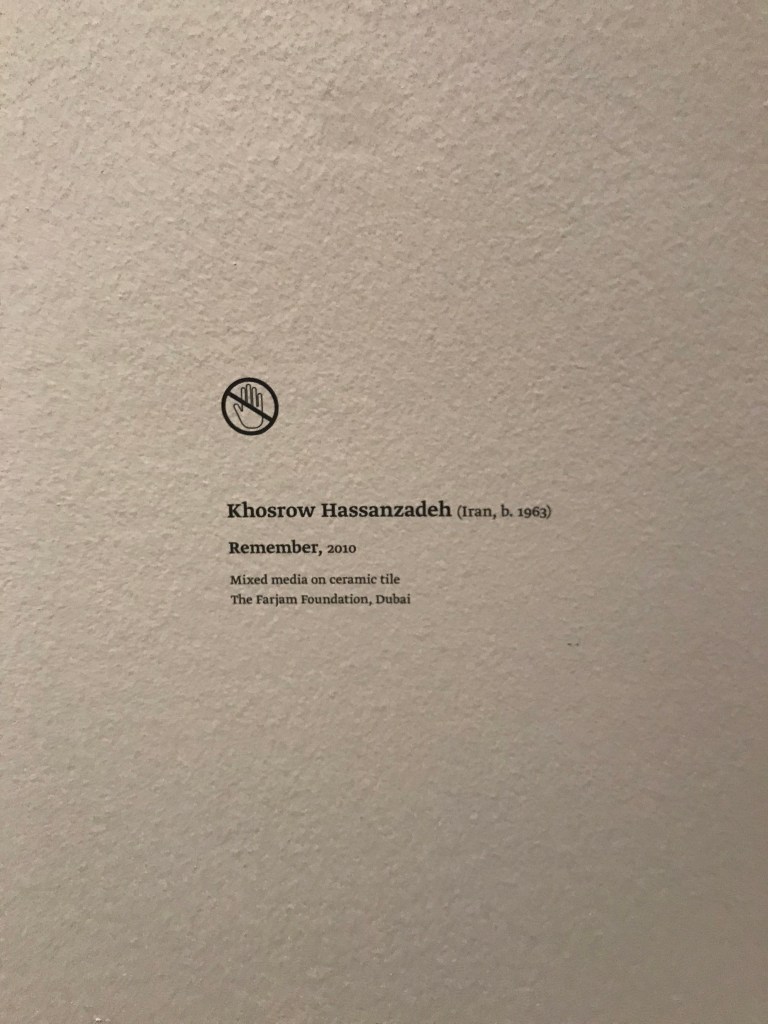 Khosrow Hassanzadeh (Iran, b. 1963)
Remember, 2010
Mixed media on ceramic tile
The Farjam Foundation, Dubai